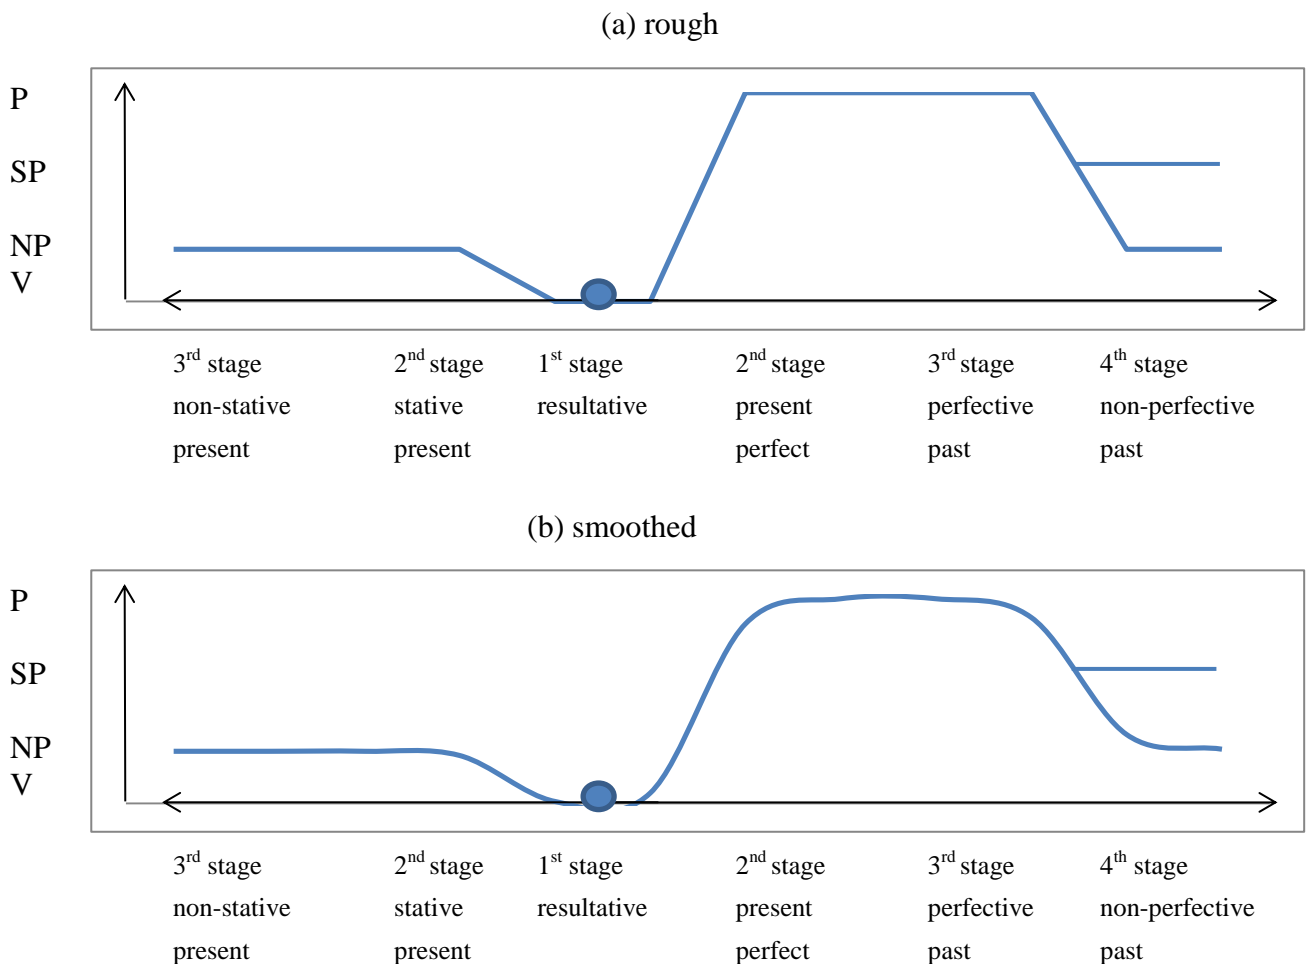 (a) rough
P
SP
NP
V
3rd stage 2nd stage 1st stage 2nd stage 3rd stage 4th stage
non-stative stative resultative present perfective non-perfective
present present perfect past past
(b) smoothed
P
SP
NP
V
3rd stage 2nd stage 1st stage 2nd stage 3rd stage 4th stage
non-stative stative resultative present perfective non-perfective
present present perfect past past